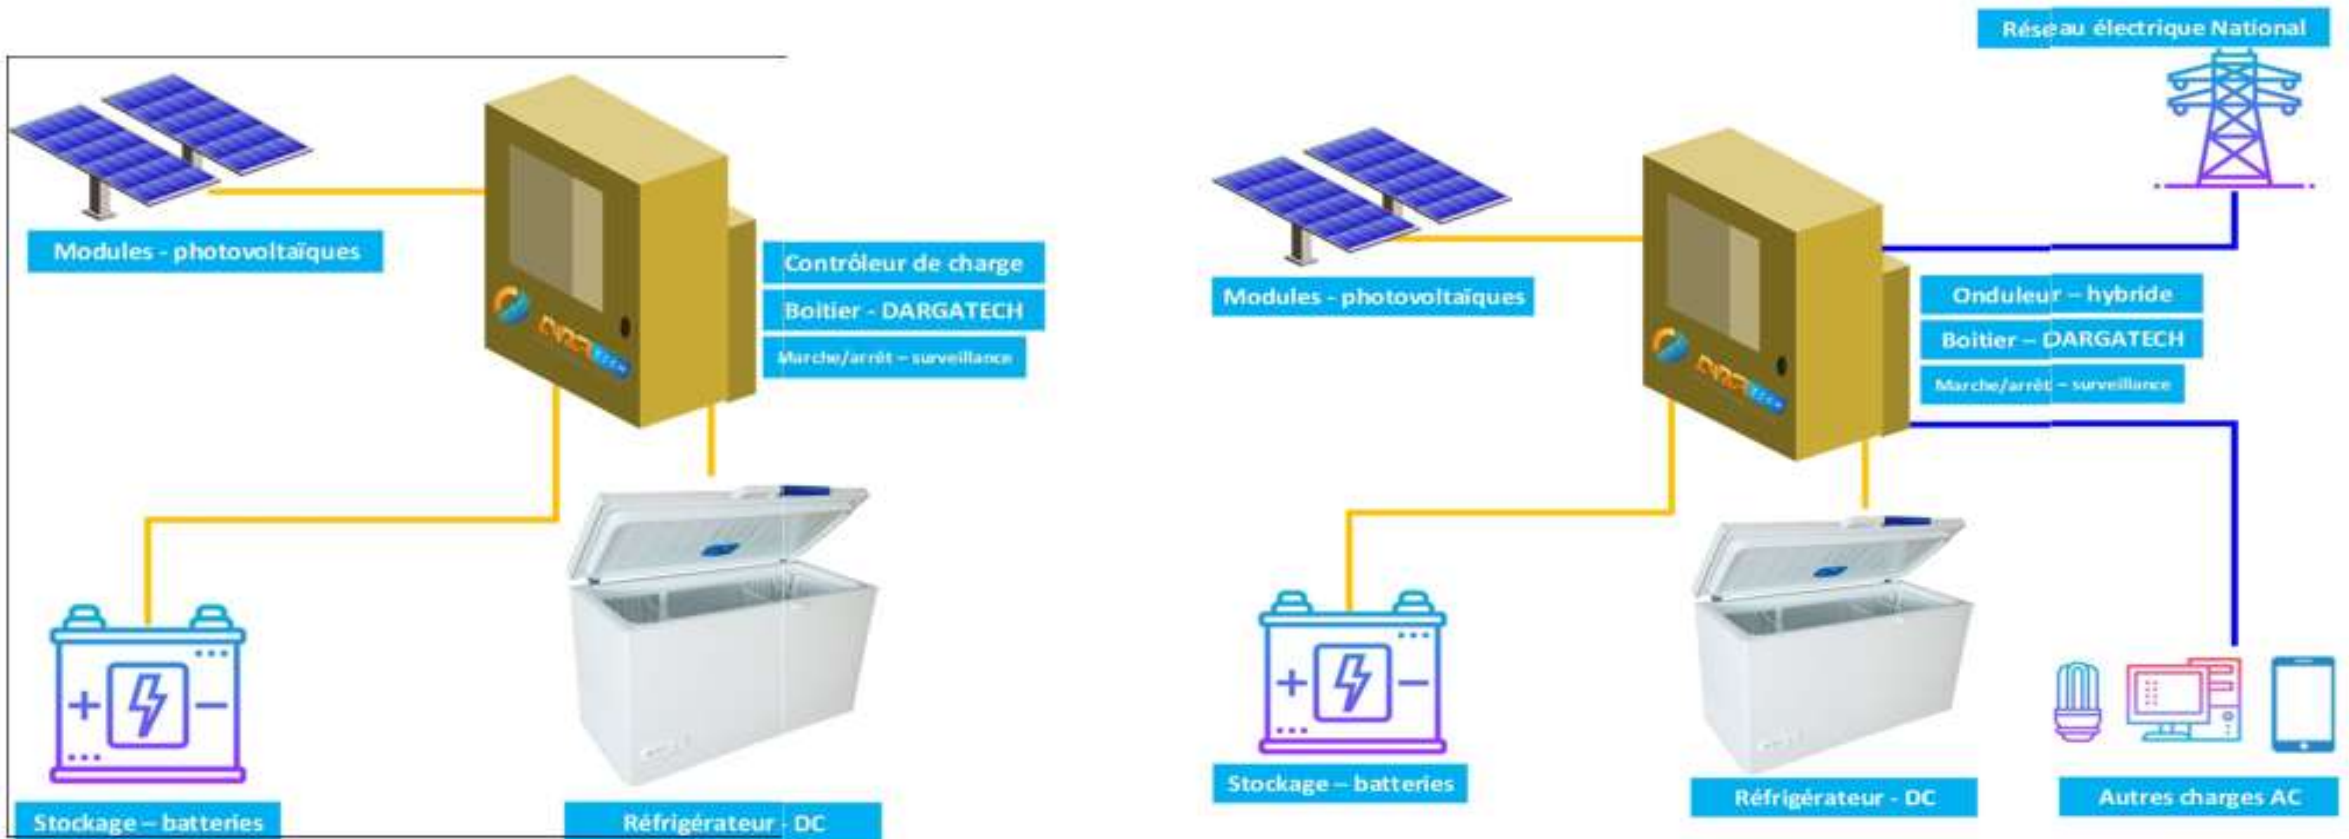 Modules - photovoltaïques
Contrôleur de charge
Boitier - DARGATECH
Marche/arrêt – surveillance
Stockage – batteries
Réfrigérateur - DC
Réseau électrique National
Modules - photovoltaïques
Onduleur – hybride
Boitier – DARGATECH
Marche/arrêt – surveillance
Stockage – batteries
Réfrigérateur - DC
Autres charges AC